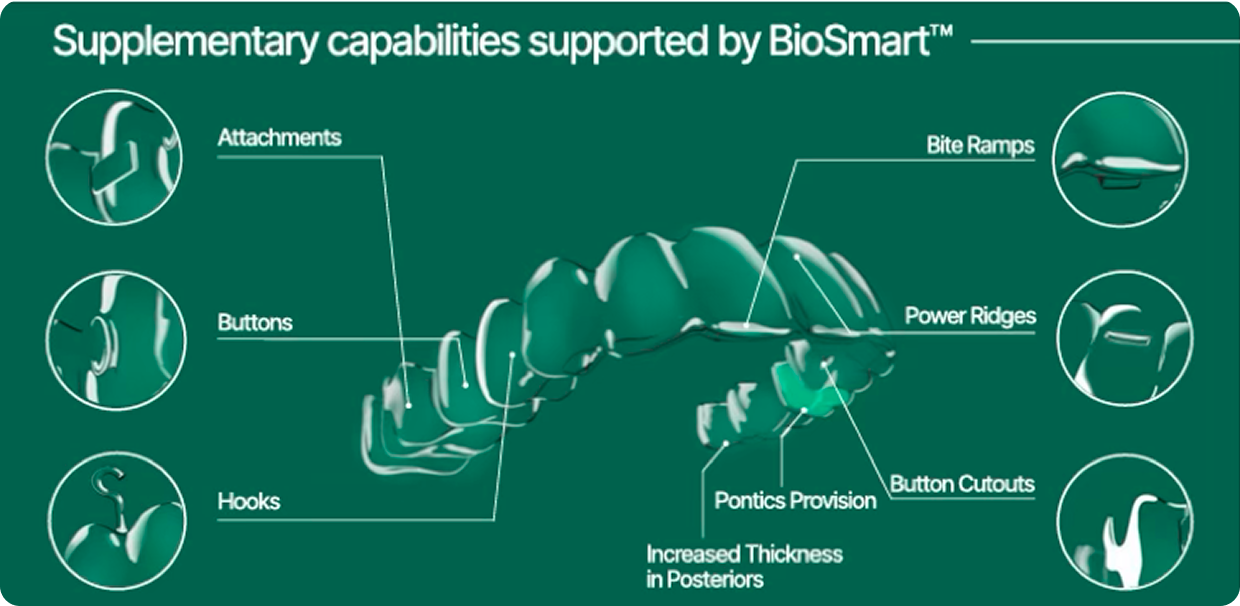 Supplementary capabilities supported by BioSmart™
Attachments
Bite Ramps
Buttons
Power Ridges
Hooks
Button Cutouts
Pontics Provision
Increased Thickness
in Posteriors